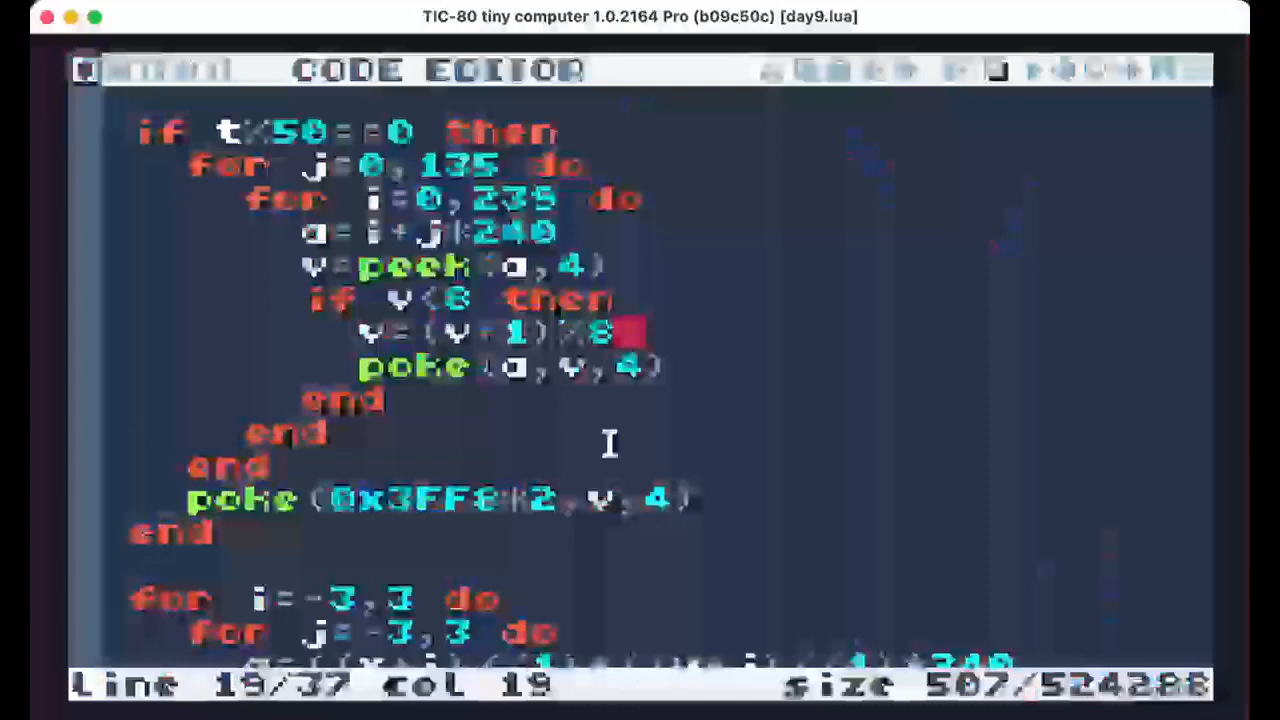 TIC-80 tiny computer 1.0.2164 Pro (b09c50c) [day9.lua]
CODE EDITOR
if t%50==0 then
for j=0,135 do
for i=0,235 do
a=i+j*240
v=peek(a,4)
if v<8 then
v=(v+1)%8
poke(a,v,4)
end
end
end
poke(0x3FF8*2,v,4)
end
for i=-3,3 do
for j=-3,3 do
line 19/37 col 19
size 507/524288